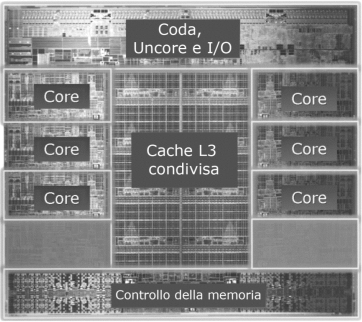 Coda,
Uncore e I/O
Core
Core
Cache L3
condivisa
Core
Core
Core
Core
Controllo della memoria